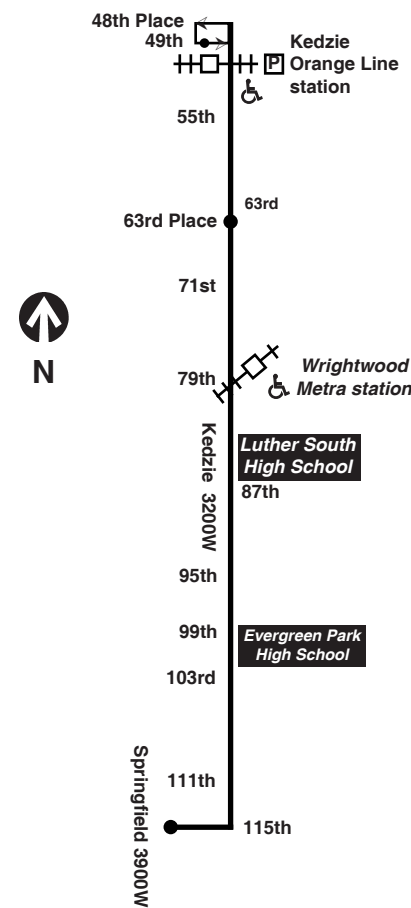 48th Place
49th
P
Kedzie
Orange Line
station
55th
63rd
63rd Place
71st
N
79th
Wrightwood
Metra station
Kedzie 3200W
Luther South
High School
87th
95th
99th
Evergreen Park
High School
103rd
111th
Springfield 3900W
115th